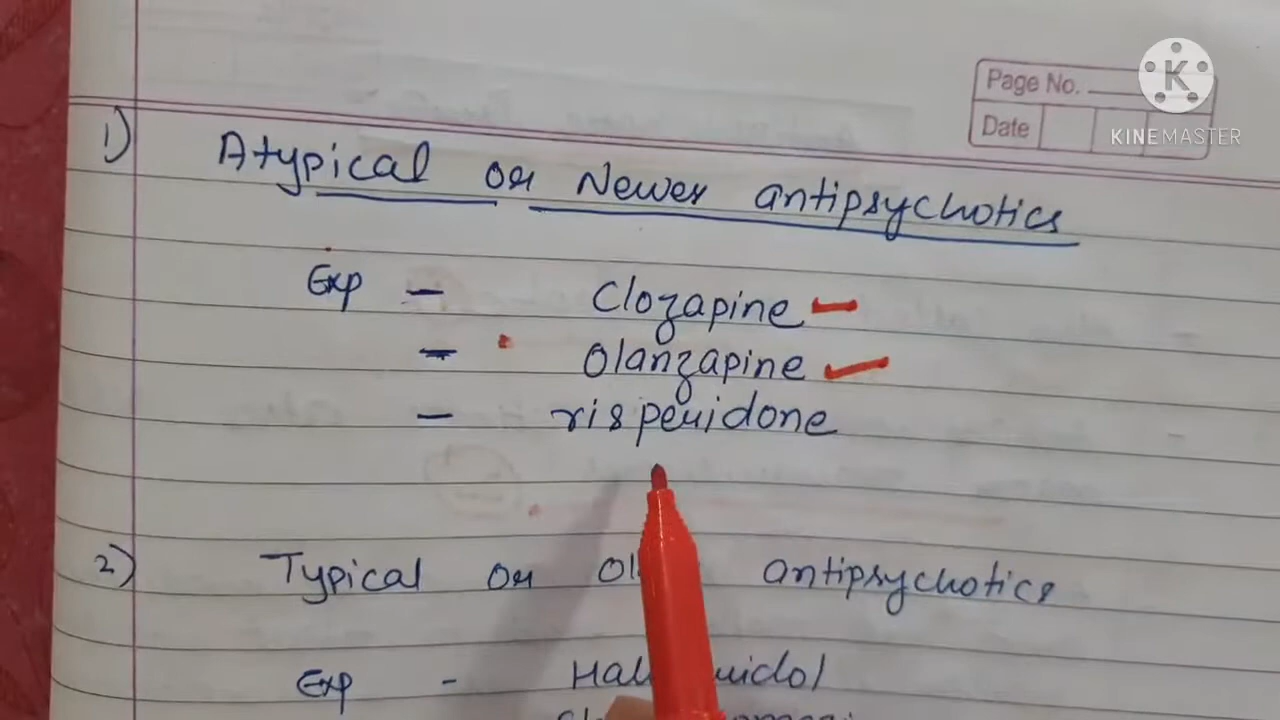 Page No.
Date
KINEMASTER
1) Atypical or Newer antipsychotics
Exp - Clozapine
- Olanzapine
- risperidone
2) Typical or antipsychotics
Exp -